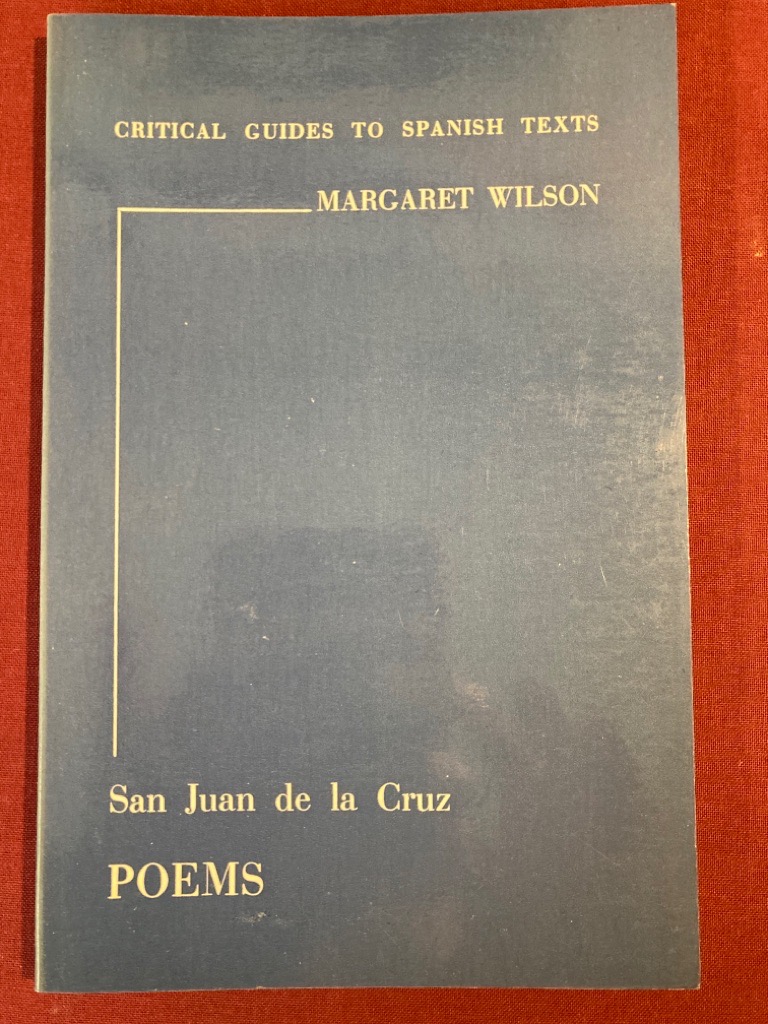 CRITICAL GUIDES TO SPANISH TEXTS
MARGARET WILSON
San Juan de la Cruz
POEMS